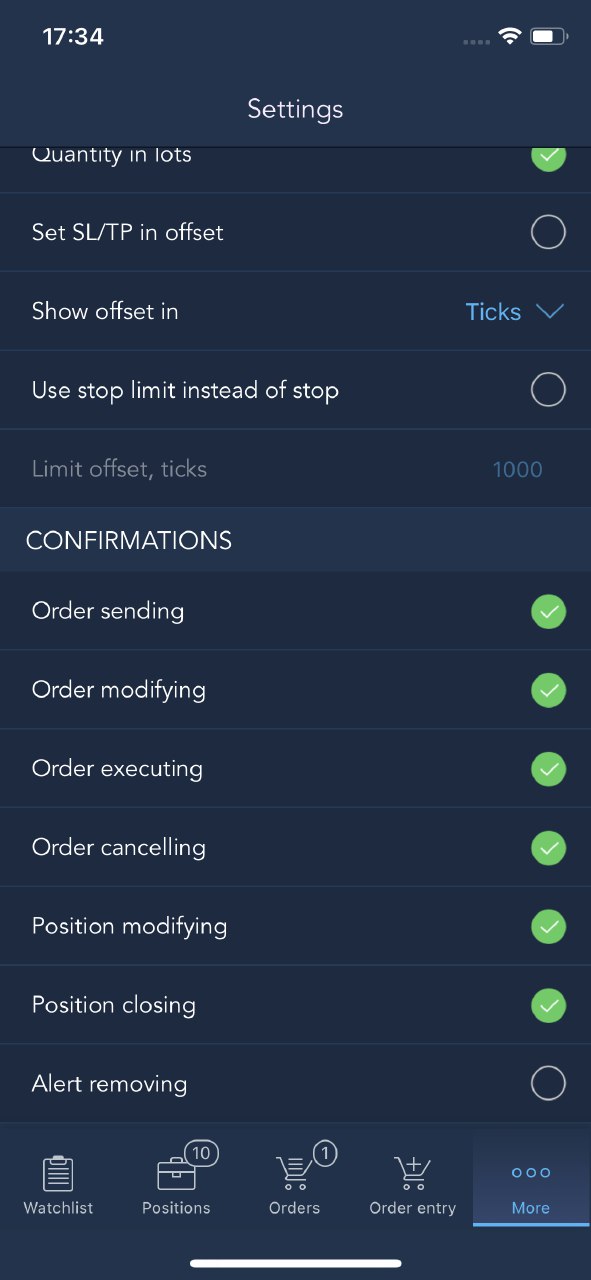 17:34
Settings
Quantity in lots
Set SL/TP in offset
Show offset in Ticks
Use stop limit instead of stop
Limit offset, ticks 1000
CONFIRMATIONS
Order sending
Order modifying
Order executing
Order cancelling
Position modifying
Position closing
Alert removing
10 1
Watchlist Positions Orders Order entry More